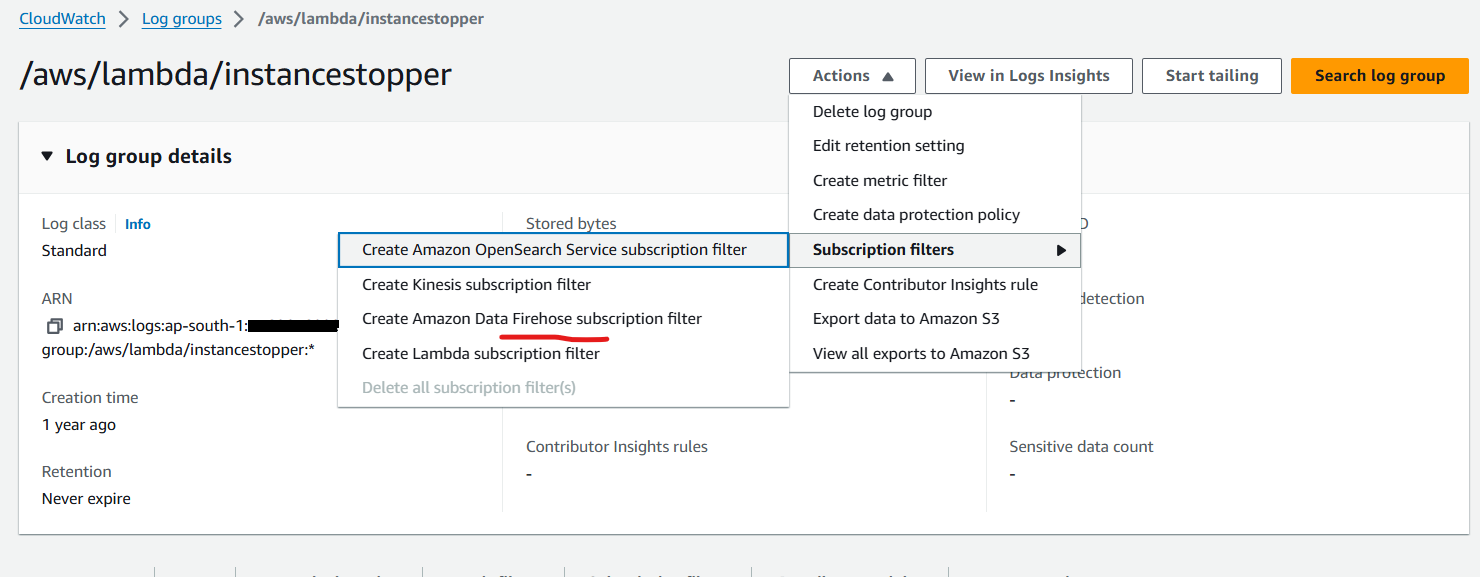 CloudWatch > Log groups > /aws/lambda/instancestopper
/aws/lambda/instancestopper
Actions View in Logs Insights Start tailing Search log group
Delete log group
Edit retention setting
Create metric filter
Create data protection policy
Subscription filters
Create Contributor Insights rule
Export data to Amazon S3
View all exports to Amazon S3
Create Amazon OpenSearch Service subscription filter
Create Kinesis subscription filter
Create Amazon Data Firehose subscription filter
Create Lambda subscription filter
Delete all subscription filter(s)
Log group details
Log class Info
Standard
ARN
arn:aws:logs:ap-south-1:
group:/aws/lambda/instancestopper:*
Creation time
1 year ago
Retention
Never expire
Stored bytes
Contributor Insights rules
-
detection
Data protection
-
Sensitive data count
-